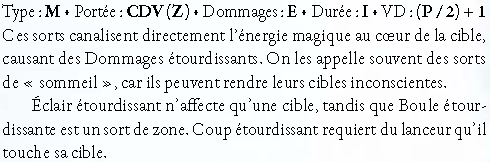 Type : M • Portée : CDV (Z) • Dommages : E • Durée : I • VD : (P / 2) + 1
Ces sorts canalisent directement l'énergie magique au cœur de la cible,
causant des Dommages étourdissants. On les appelle souvent des sorts
de « sommeil », car ils peuvent rendre leurs cibles inconscientes.
Éclair étourdissant n'affecte qu'une cible, tandis que Boule étour-
dissante est un sort de zone. Coup étourdissant requiert du lanceur qu'il
touche sa cible.